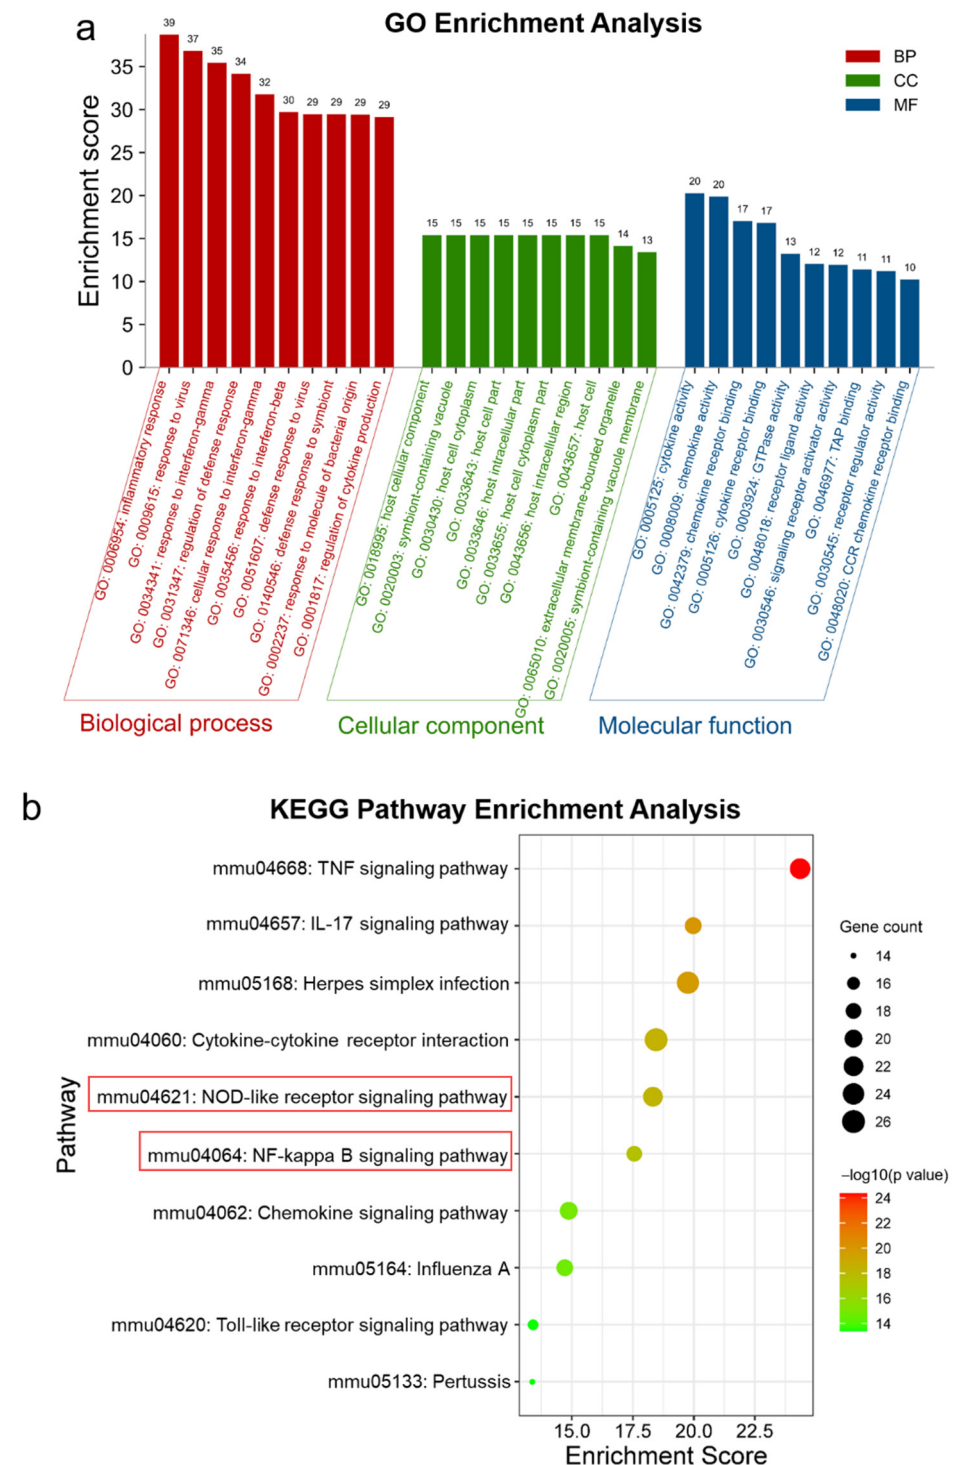 a
GO Enrichment Analysis
39
37
35
34
32
30
29
29
29
29
15
15
15
15
15
15
15
15
14
13
20
20
17
17
13
12
12
11
11
10
BP
CC
MF
Enrichment score
35
30
25
20
15
10
5
0
GO: 0006954: inflammatory response
GO: 0009615: response to virus
GO: 0034341: response to interferon-gamma
GO: 0031347: regulation of defense response
GO: 0071346: cellular response to interferon-gamma
GO: 0035456: response to interferon-beta
GO: 0051607: defense response to virus
GO: 0140546: defense response to symbiont
GO: 0002237: response to molecule of bacterial origin
GO: 0001817: regulation of cytokine production
GO: 0018995: host cellular component
GO: 0020003: symbiont-containing vacuole
GO: 0030430: host cell cytoplasm
GO: 0033643: host cell part
GO: 0033646: host intracellular part
GO: 0033655: host cell cytoplasm part
GO: 0043656: host intracellular region
GO: 0043657: host cell
GO: 0065010: extracellular membrane-bounded organelle
GO: 0020005: symbiont-containing vacuole membrane
GO: 0005125: cytokine activity
GO: 0008009: chemokine activity
GO: 0042379: chemokine receptor binding
GO: 0005126: cytokine receptor binding
GO: 0003924: GTPase activity
GO: 0048018: receptor ligand activity
GO: 0030546: signaling receptor activator activity
GO: 0046977: TAP binding
GO: 0030545: receptor regulator activity
GO: 0048020: CCR chemokine receptor binding
Biological process
Cellular component
Molecular function
b
KEGG Pathway Enrichment Analysis
Pathway
mmu04668: TNF signaling pathway
mmu04657: IL-17 signaling pathway
mmu05168: Herpes simplex infection
mmu04060: Cytokine-cytokine receptor interaction
mmu04621: NOD-like receptor signaling pathway
mmu04064: NF-kappa B signaling pathway
mmu04062: Chemokine signaling pathway
mmu05164: Influenza A
mmu04620: Toll-like receptor signaling pathway
mmu05133: Pertussis
15.0
17.5
20.0
22.5
Enrichment Score
Gene count
14
16
18
20
22
24
26
–log10(p value)
24
22
20
18
16
14